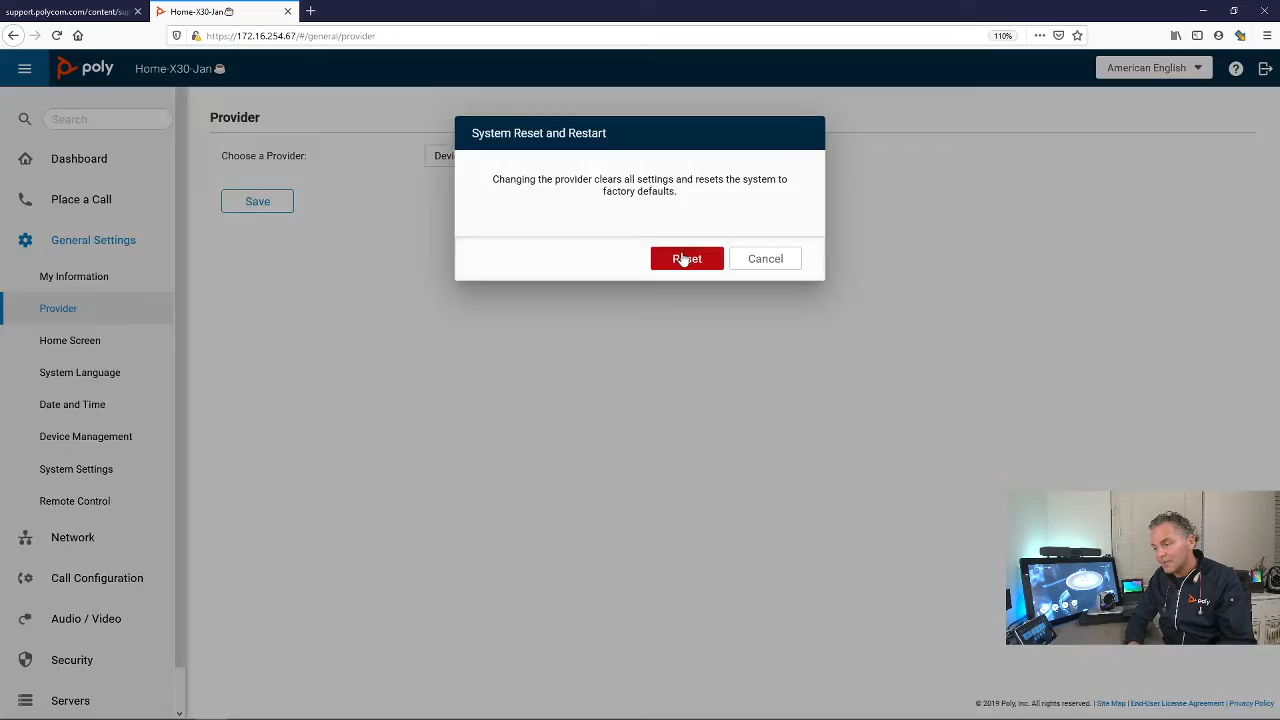 support.polycom.com/content/su
Home-X30-Jan
https://172.16.254.67/#/general/provider
110%
poly
Home-X30-Jan
American English
Search
Dashboard
Place a Call
General Settings
My Information
Provider
Home Screen
System Language
Date and Time
Device Management
System Settings
Remote Control
Network
Call Configuration
Audio / Video
Security
Servers
Provider
Choose a Provider:
Devi
Save
System Reset and Restart
Changing the provider clears all settings and resets the system to
factory defaults.
Reset
Cancel
poly
© 2019 Poly, Inc. All rights reserved. | Site Map | End-User License Agreement | Privacy Policy